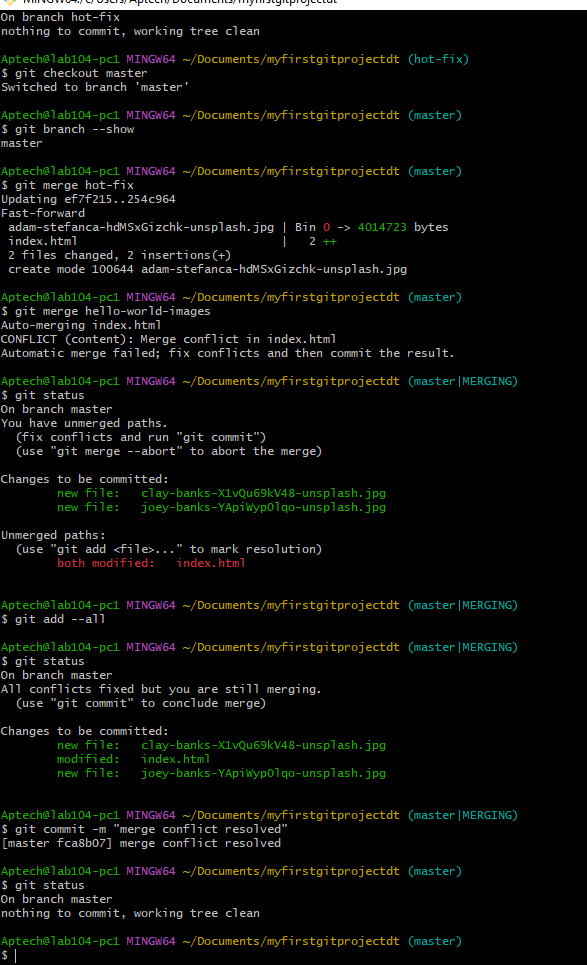 MINGW64:/c/Users/Aptech/Documents/myfirstgitprojectdt
On branch hot-fix
nothing to commit, working tree clean
Aptech@lab104-pc1 MINGW64 ~/Documents/myfirstgitprojectdt (hot-fix)
$ git checkout master
Switched to branch 'master'
Aptech@lab104-pc1 MINGW64 ~/Documents/myfirstgitprojectdt (master)
$ git branch --show
master
Aptech@lab104-pc1 MINGW64 ~/Documents/myfirstgitprojectdt (master)
$ git merge hot-fix
Updating ef7f215..254c964
Fast-forward
 adam-stefanca-hdMSxGizchk-unsplash.jpg | Bin 0 -> 4014723 bytes
 index.html                             |   2 ++
 2 files changed, 2 insertions(+)
 create mode 100644 adam-stefanca-hdMSxGizchk-unsplash.jpg
Aptech@lab104-pc1 MINGW64 ~/Documents/myfirstgitprojectdt (master)
$ git merge hello-world-images
Auto-merging index.html
CONFLICT (content): Merge conflict in index.html
Automatic merge failed; fix conflicts and then commit the result.
Aptech@lab104-pc1 MINGW64 ~/Documents/myfirstgitprojectdt (master|MERGING)
$ git status
On branch master
You have unmerged paths.
  (fix conflicts and run "git commit")
  (use "git merge --abort" to abort the merge)
Changes to be committed:
        new file:   clay-banks-X1vQu69kV48-unsplash.jpg
        new file:   joey-banks-YApiWypOlqo-unsplash.jpg
Unmerged paths:
  (use "git add <file>..." to mark resolution)
        both modified:   index.html
Aptech@lab104-pc1 MINGW64 ~/Documents/myfirstgitprojectdt (master|MERGING)
$ git add --all
Aptech@lab104-pc1 MINGW64 ~/Documents/myfirstgitprojectdt (master|MERGING)
$ git status
On branch master
All conflicts fixed but you are still merging.
  (use "git commit" to conclude merge)
Changes to be committed:
        new file:   clay-banks-X1vQu69kV48-unsplash.jpg
        modified:   index.html
        new file:   joey-banks-YApiWypOlqo-unsplash.jpg
Aptech@lab104-pc1 MINGW64 ~/Documents/myfirstgitprojectdt (master|MERGING)
$ git commit -m "merge conflict resolved"
[master fca8b07] merge conflict resolved
Aptech@lab104-pc1 MINGW64 ~/Documents/myfirstgitprojectdt (master)
$ git status
On branch master
nothing to commit, working tree clean
Aptech@lab104-pc1 MINGW64 ~/Documents/myfirstgitprojectdt (master)
$